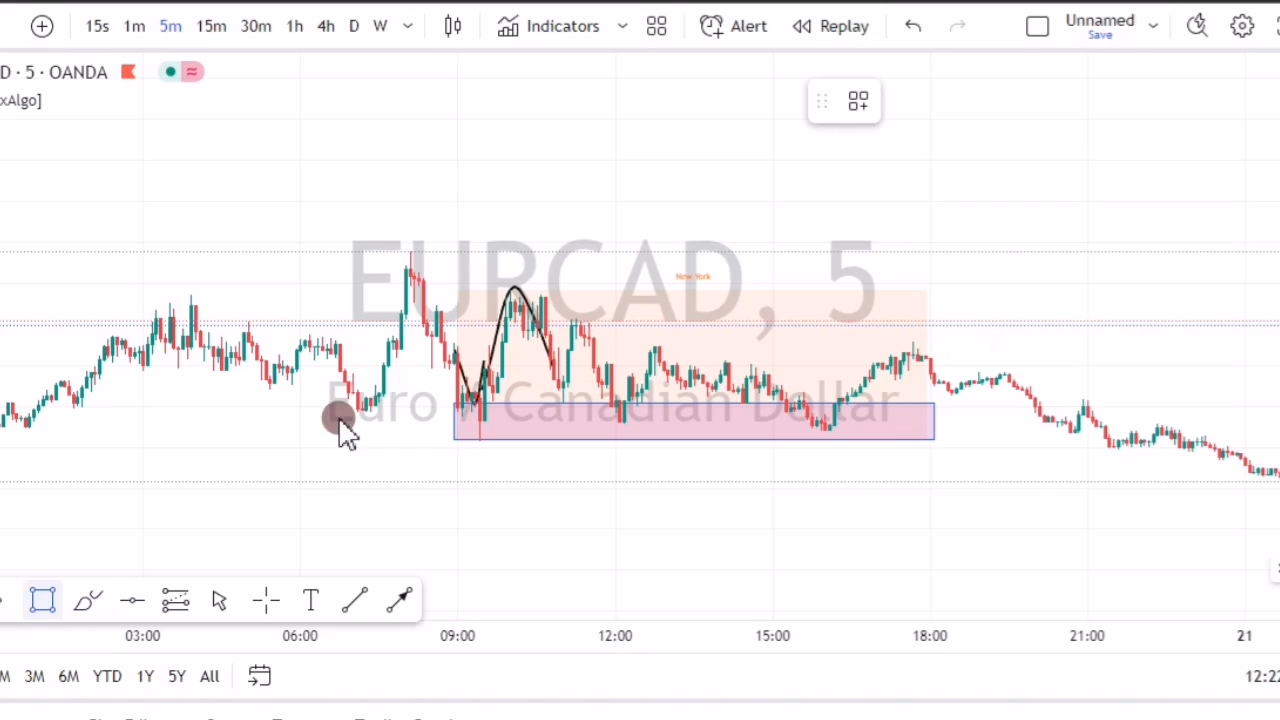 15s 1m 5m 15m 30m 1h 4h D W Indicators Alert Replay Unnamed
Save
D · 5 · OANDA
xAlgo]
EURCAD, 5
New York
Euro / Canadian Dollar
03:00 06:00 09:00 12:00 15:00 18:00 21:00 21
M 3M 6M YTD 1Y 5Y All 12:22